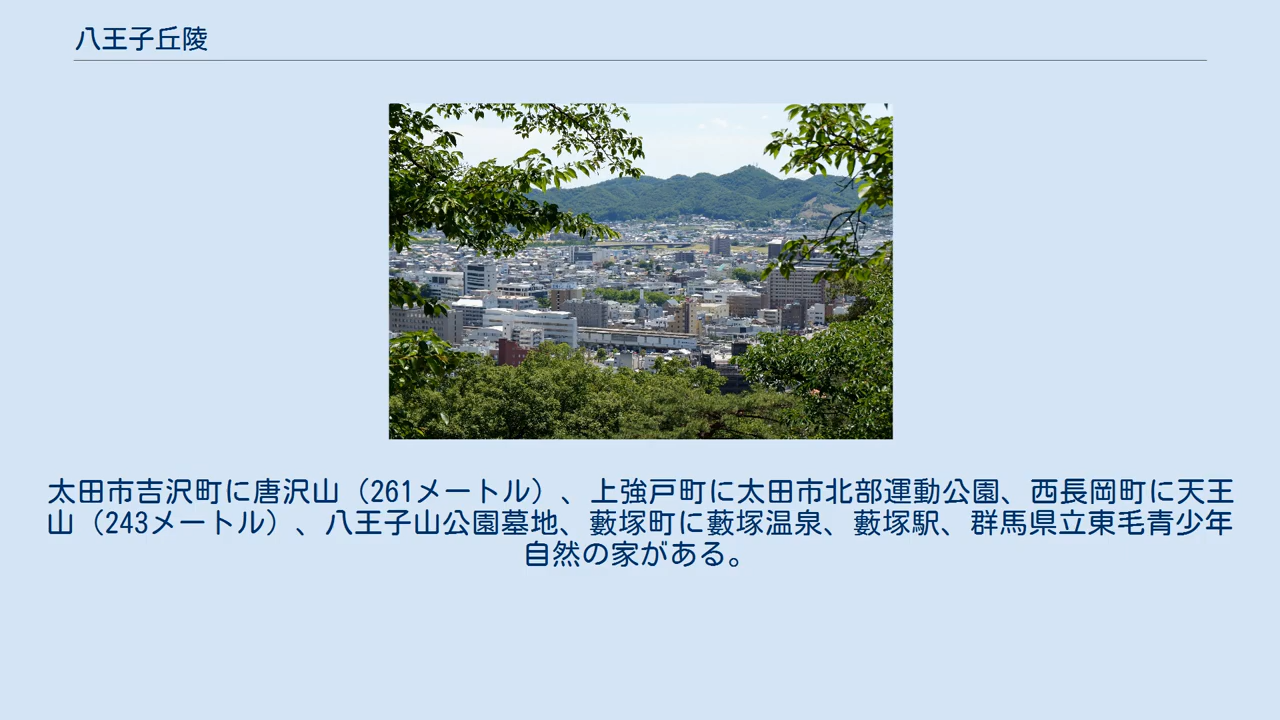 八王子丘陵
太田市吉沢町に唐沢山（261メートル）、上強戸町に太田市北部運動公園、西長岡町に天王
山（243メートル）、八王子山公園墓地、藪塚町に藪塚温泉、藪塚駅、群馬県立東毛青少年
自然の家がある。